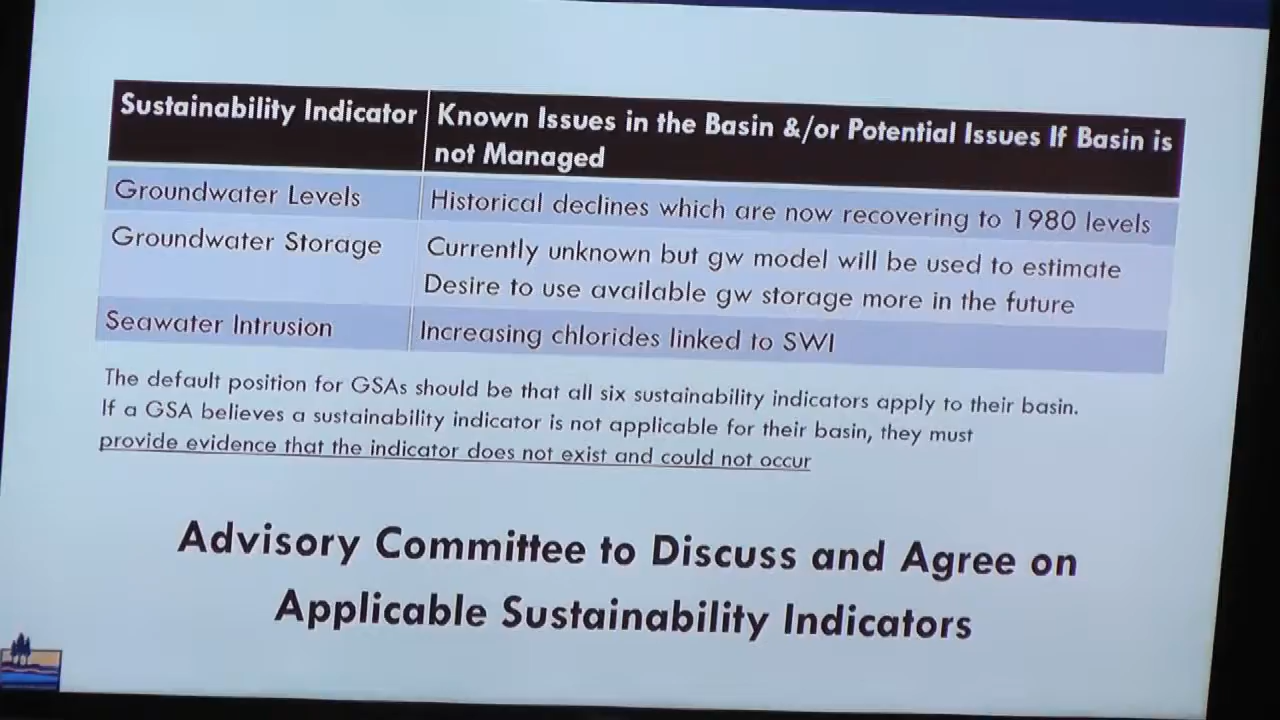 Sustainability Indicator
Known Issues in the Basin &/or Potential Issues If Basin is
not Managed
Groundwater Levels
Historical declines which are now recovering to 1980 levels
Groundwater Storage
Currently unknown but gw model will be used to estimate
Desire to use available gw storage more in the future
Seawater Intrusion
Increasing chlorides linked to SWI
The default position for GSAs should be that all six sustainability indicators apply to their basin.
If a GSA believes a sustainability indicator is not applicable for their basin, they must
provide evidence that the indicator does not exist and could not occur
Advisory Committee to Discuss and Agree on
Applicable Sustainability Indicators